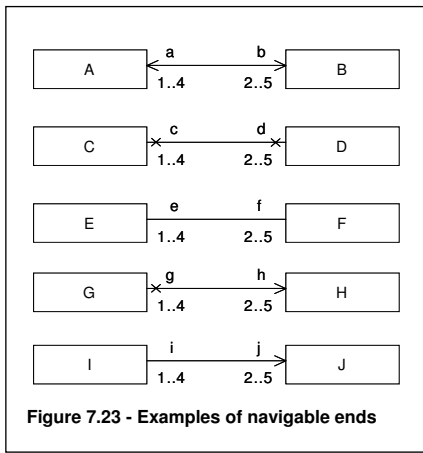 a b
A B
1..4 2..5
c d
C D
1..4 2..5
e f
E F
1..4 2..5
g h
G H
1..4 2..5
i j
I J
1..4 2..5
Figure 7.23 - Examples of navigable ends